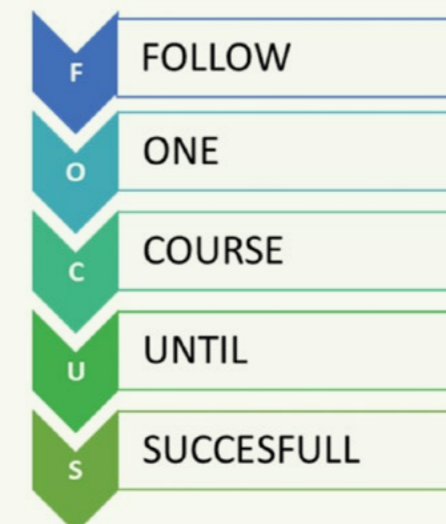 F FOLLOW
O ONE
C COURSE
U UNTIL
S SUCCESFULL